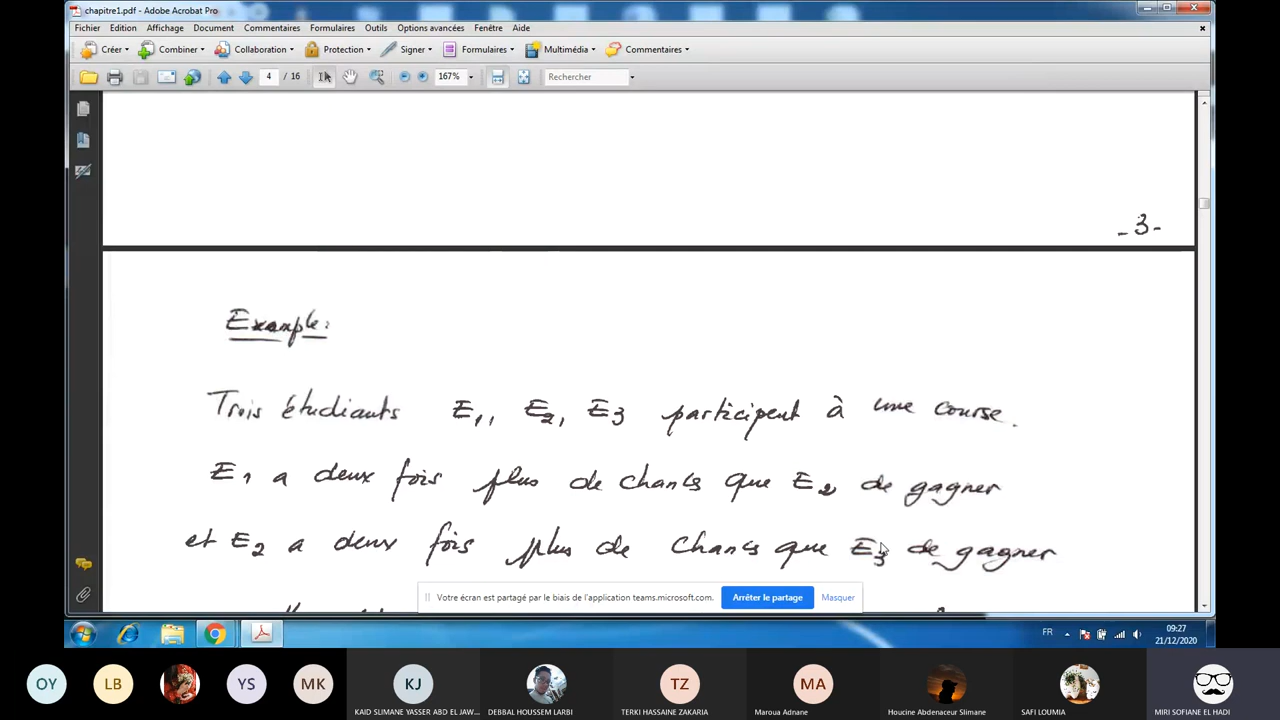 chapitre1.pdf - Adobe Acrobat Pro
Fichier Edition Affichage Document Commentaires Formulaires Outils Options avancées Fenêtre Aide
Créer Combiner Collaboration Protection Signer Formulaires Multimédia Commentaires
4 / 16 167% Rechercher
-3-
Example:
Trois étudiants E1, E2, E3 participent à une course.
E1 a deux fois plus de chances que E2 de gagner
et E2 a deux fois plus de chances que E3 de gagner
Votre écran est partagé par le biais de l'application teams.microsoft.com. Arrêter le partage Masquer
FR 09:27
21/12/2020
OY LB YS MK KJ TZ MA
KAID SLIMANE YASSER ABD EL JAW... DEBBAL HOUSSEM LARBI TERKI HASSAINE ZAKARIA Maroua Adnane Houcine Abdenaceur Slimane SAFI LOUMIA MIRI SOFIANE EL HADI